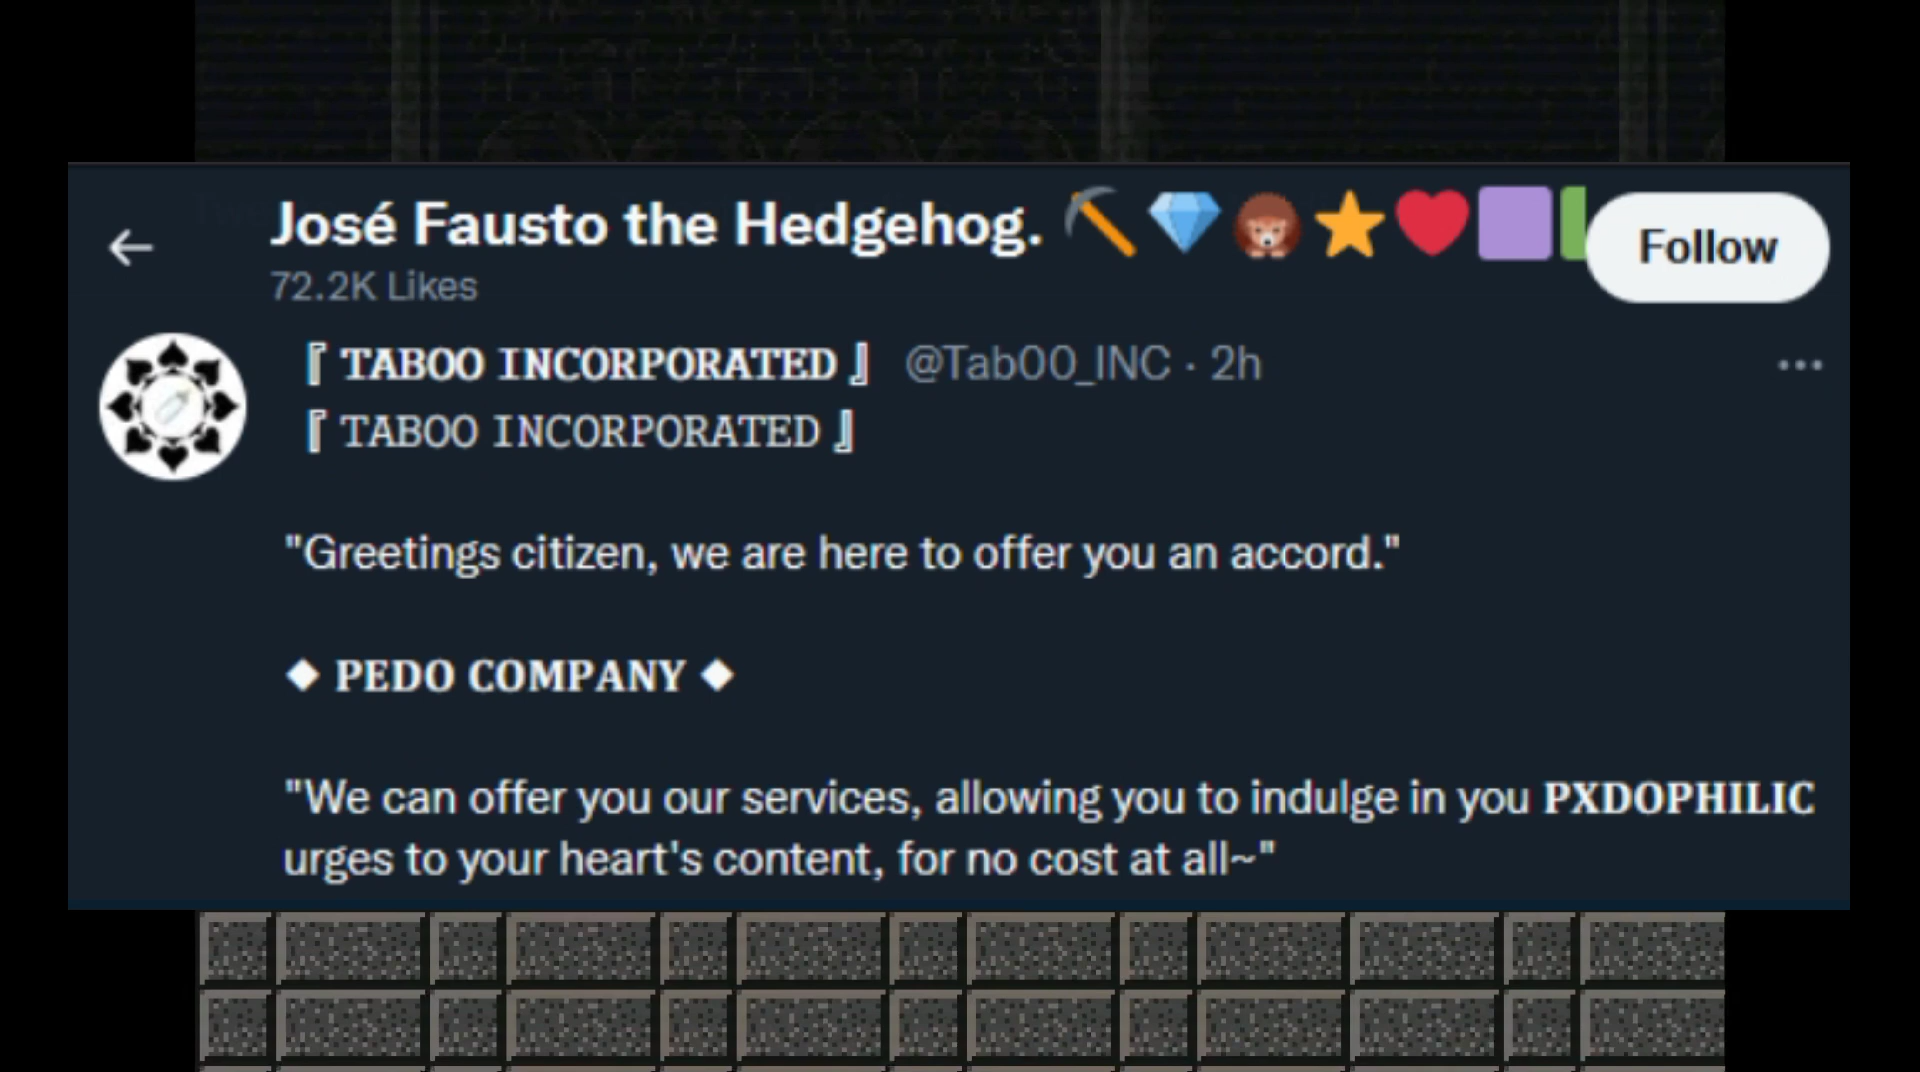 José Fausto the Hedgehog.
Follow
72.2K Likes
『 TABOO INCORPORATED 』 @Tab00_INC · 2h
『 TABOO INCORPORATED 』
"Greetings citizen, we are here to offer you an accord."
◆ PEDO COMPANY ◆
"We can offer you our services, allowing you to indulge in you PXDOPHILIC
urges to your heart's content, for no cost at all~"